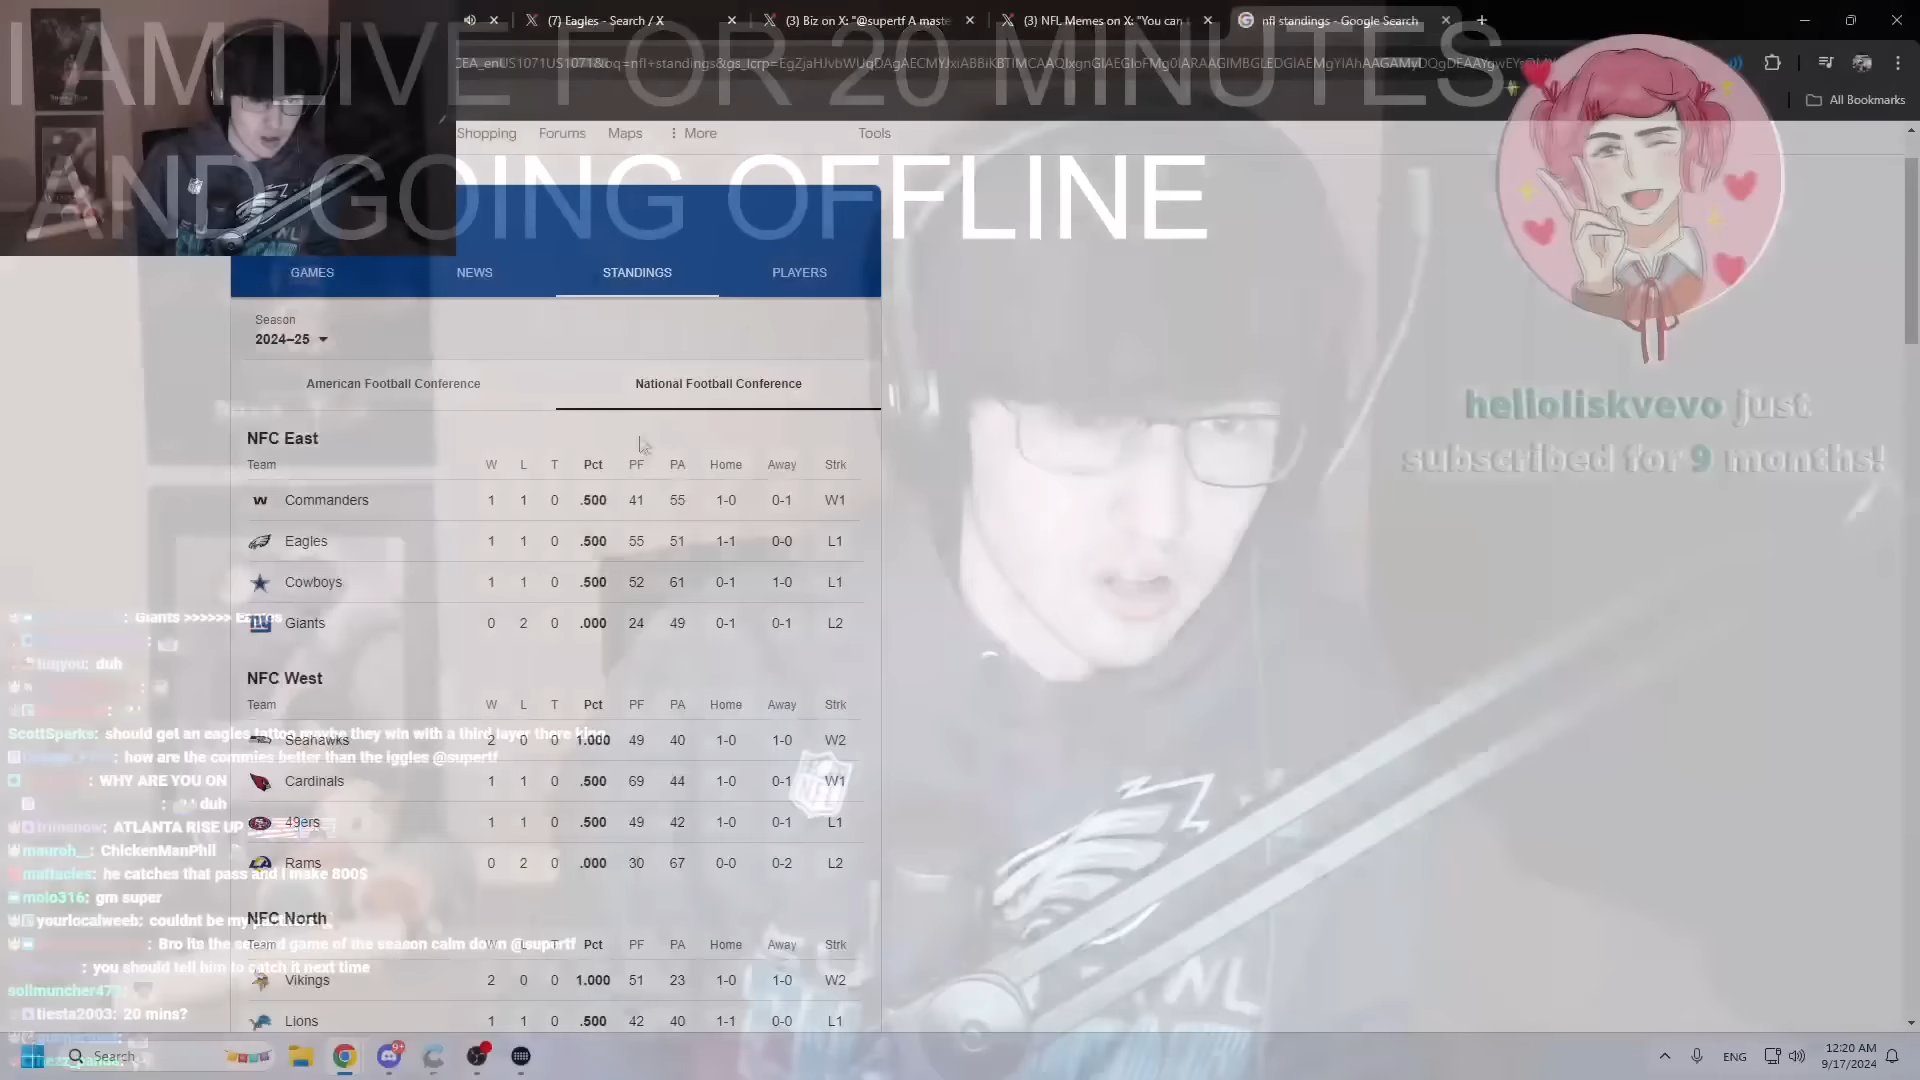 (7) Eagles - Search / X
(3) Biz on X: "@supertf A mast
(3) NFL Memes on X: "You can
nfl standings - Google Search
I AM LIVE FOR 20 MINUTES
AND GOING OFFLINE
All Bookmarks
Shopping Forums Maps More Tools
GAMES NEWS STANDINGS PLAYERS
Season
2024–25
American Football Conference National Football Conference
NFC East
Team W L T Pct PF PA Home Away Strk
Commanders 1 1 0 .500 41 55 1-0 0-1 W1
Eagles 1 1 0 .500 55 51 1-1 0-0 L1
Cowboys 1 1 0 .500 52 61 0-1 1-0 L1
Giants 0 2 0 .000 24 49 0-1 0-1 L2
NFC West
Team W L T Pct PF PA Home Away Strk
Seahawks 2 0 0 1.000 49 40 1-0 1-0 W2
Cardinals 1 1 0 .500 69 44 1-0 0-1 W1
49ers 1 1 0 .500 49 42 1-0 0-1 L1
Rams 0 2 0 .000 30 67 0-0 0-2 L2
NFC North
Team W L T Pct PF PA Home Away Strk
Vikings 2 0 0 1.000 51 23 1-0 1-0 W2
Lions 1 1 0 .500 42 40 1-1 0-0 L1
helloliskvevo just
subscribed for 9 months!
: Giants >>>>>> Eagles
: duh
ScottSparks: should get an eagles tattoo maybe they win with a third layer there king
: how are the commies better than the iggles @supertf
: WHY ARE YOU ON
: duh
: ATLANTA RISE UP
mauroh__: ChickenManPhil
: he catches that pass and i make 800$
molo316: gm super
yourlocalweeb: couldnt be my
: Bro its the second game of the season calm down @supertf
: you should tell him to catch it next time
tiesta2003: 20 mins?
Search
ENG
12:20 AM
9/17/2024